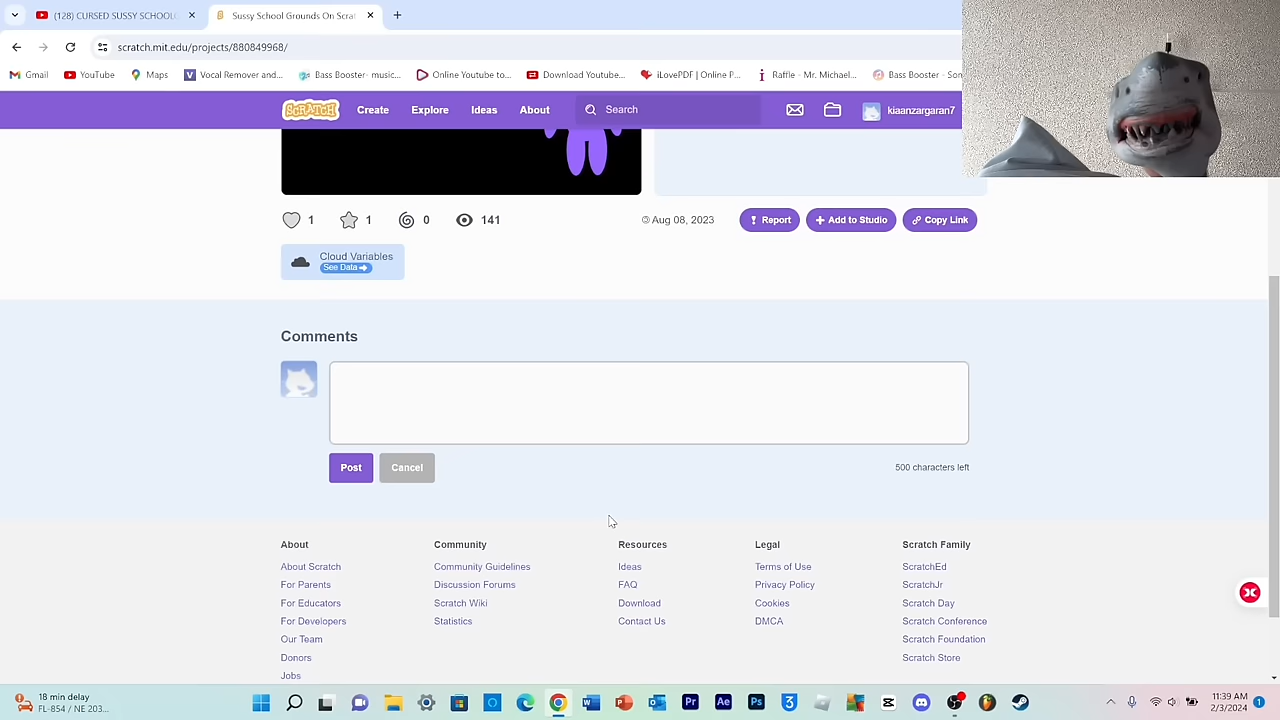 (128) CURSED SUSSY SCHOOL
Sussy School Grounds On Scra
scratch.mit.edu/projects/880849968/
Gmail
YouTube
Maps
Vocal Remover and...
Bass Booster- music...
Online Youtube to...
Download Youtube...
iLovePDF | Online P...
Raffle - Mr. Michael...
Bass Booster - Son
SCRATCH
Create
Explore
Ideas
About
Search
kiaanzargaran7
1
1
0
141
© Aug 08, 2023
Report
Add to Studio
Copy Link
Cloud Variables
See Data
Comments
Post
Cancel
500 characters left
About
About Scratch
For Parents
For Educators
For Developers
Our Team
Donors
Jobs
Community
Community Guidelines
Discussion Forums
Scratch Wiki
Statistics
Resources
Ideas
FAQ
Download
Contact Us
Legal
Terms of Use
Privacy Policy
Cookies
DMCA
Scratch Family
ScratchEd
ScratchJr
Scratch Day
Scratch Conference
Scratch Foundation
Scratch Store
18 min delay
FL-854 / NE 203...
11:39 AM
2/3/2024